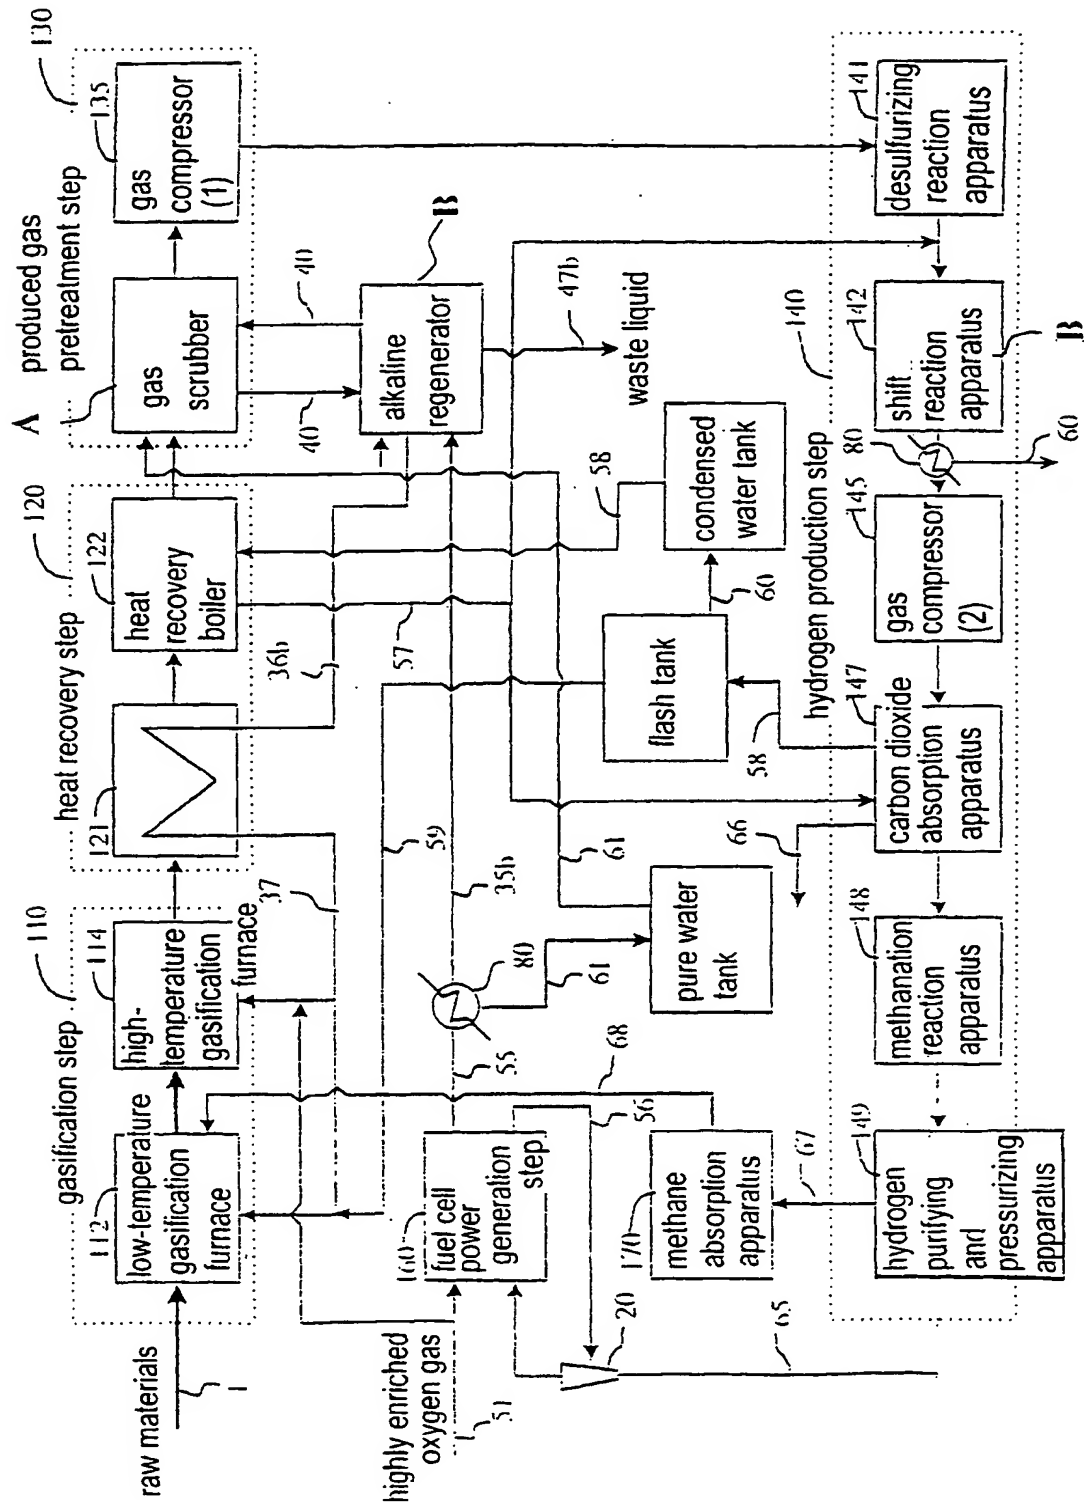 raw materials
1
gasification step
110
112
low-temperature
gasification
furnace
114
high-
temperature
gasification
furnace
heat recovery step
120
121
122
heat
recovery
boiler
A
produced gas
pretreatment step
130
gas
scrubber
135
gas
compressor
(1)
37
36b
57
40
40
alkaline
regenerator
B
47b
waste liquid
highly enriched
oxygen gas
51
160
fuel cell
power
generation
step
55
56
68
59
35b
80
61
61
58
58
60
flash tank
condensed
water tank
pure water
tank
66
170
methane
absorption
apparatus
67
20
65
hydrogen production step
140
141
desulfurizing
reaction
apparatus
142
shift
reaction
apparatus
B
80
60
145
gas
compressor
(2)
147
carbon dioxide
absorption
apparatus
148
methanation
reaction
apparatus
149
hydrogen
purifying
and
pressurizing
apparatus